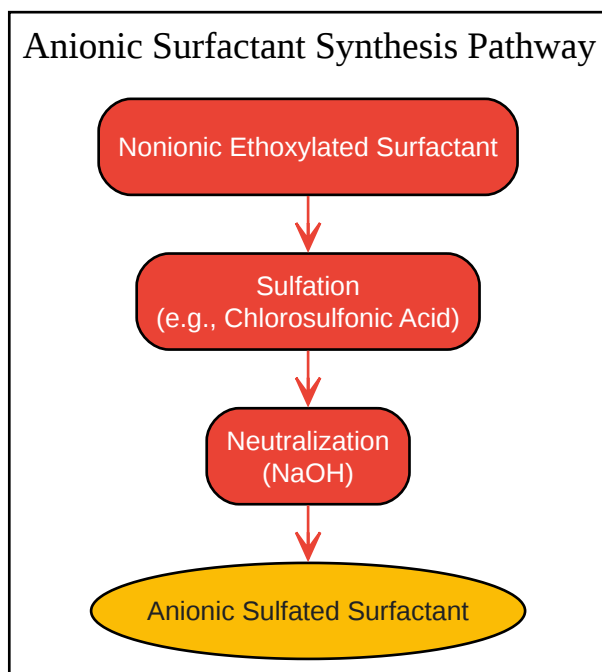 Anionic Surfactant Synthesis Pathway
Nonionic Ethoxylated Surfactant
Sulfation
(e.g., Chlorosulfonic Acid)
Neutralization
(NaOH)
Anionic Sulfated Surfactant